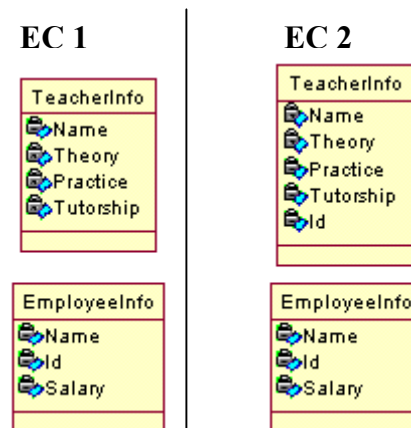 EC 1
TeacherInfo
Name
Theory
Practice
Tutorship
EmployeeInfo
Name
Id
Salary
EC 2
TeacherInfo
Name
Theory
Practice
Tutorship
Id
EmployeeInfo
Name
Id
Salary